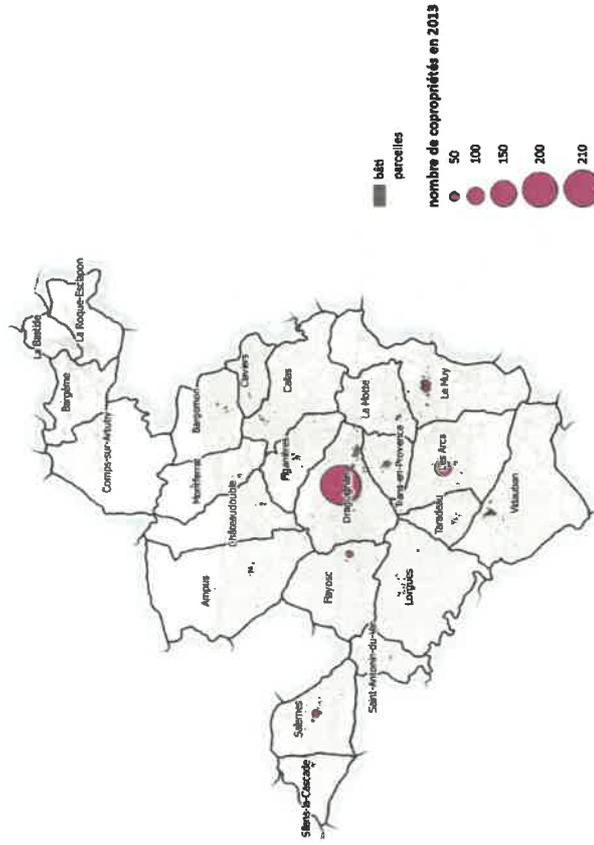 La Bastide
La Roque-Esclapon
Bargème
Comps-sur-Artuby
Bargemon
Claviers
Callas
Montferrat
Châteaudouble
Figanières
Ampus
La Motte
Draguignan
Trans-en-Provence
Le Muy
Les Arcs
Flayosc
Taradeau
Vidauban
Lorgues
Saint-Antonin-du-Var
Salernes
Sillans-la-Cascade
bâti
parcelles
nombre de copropriétés en 2013
50
100
150
200
210